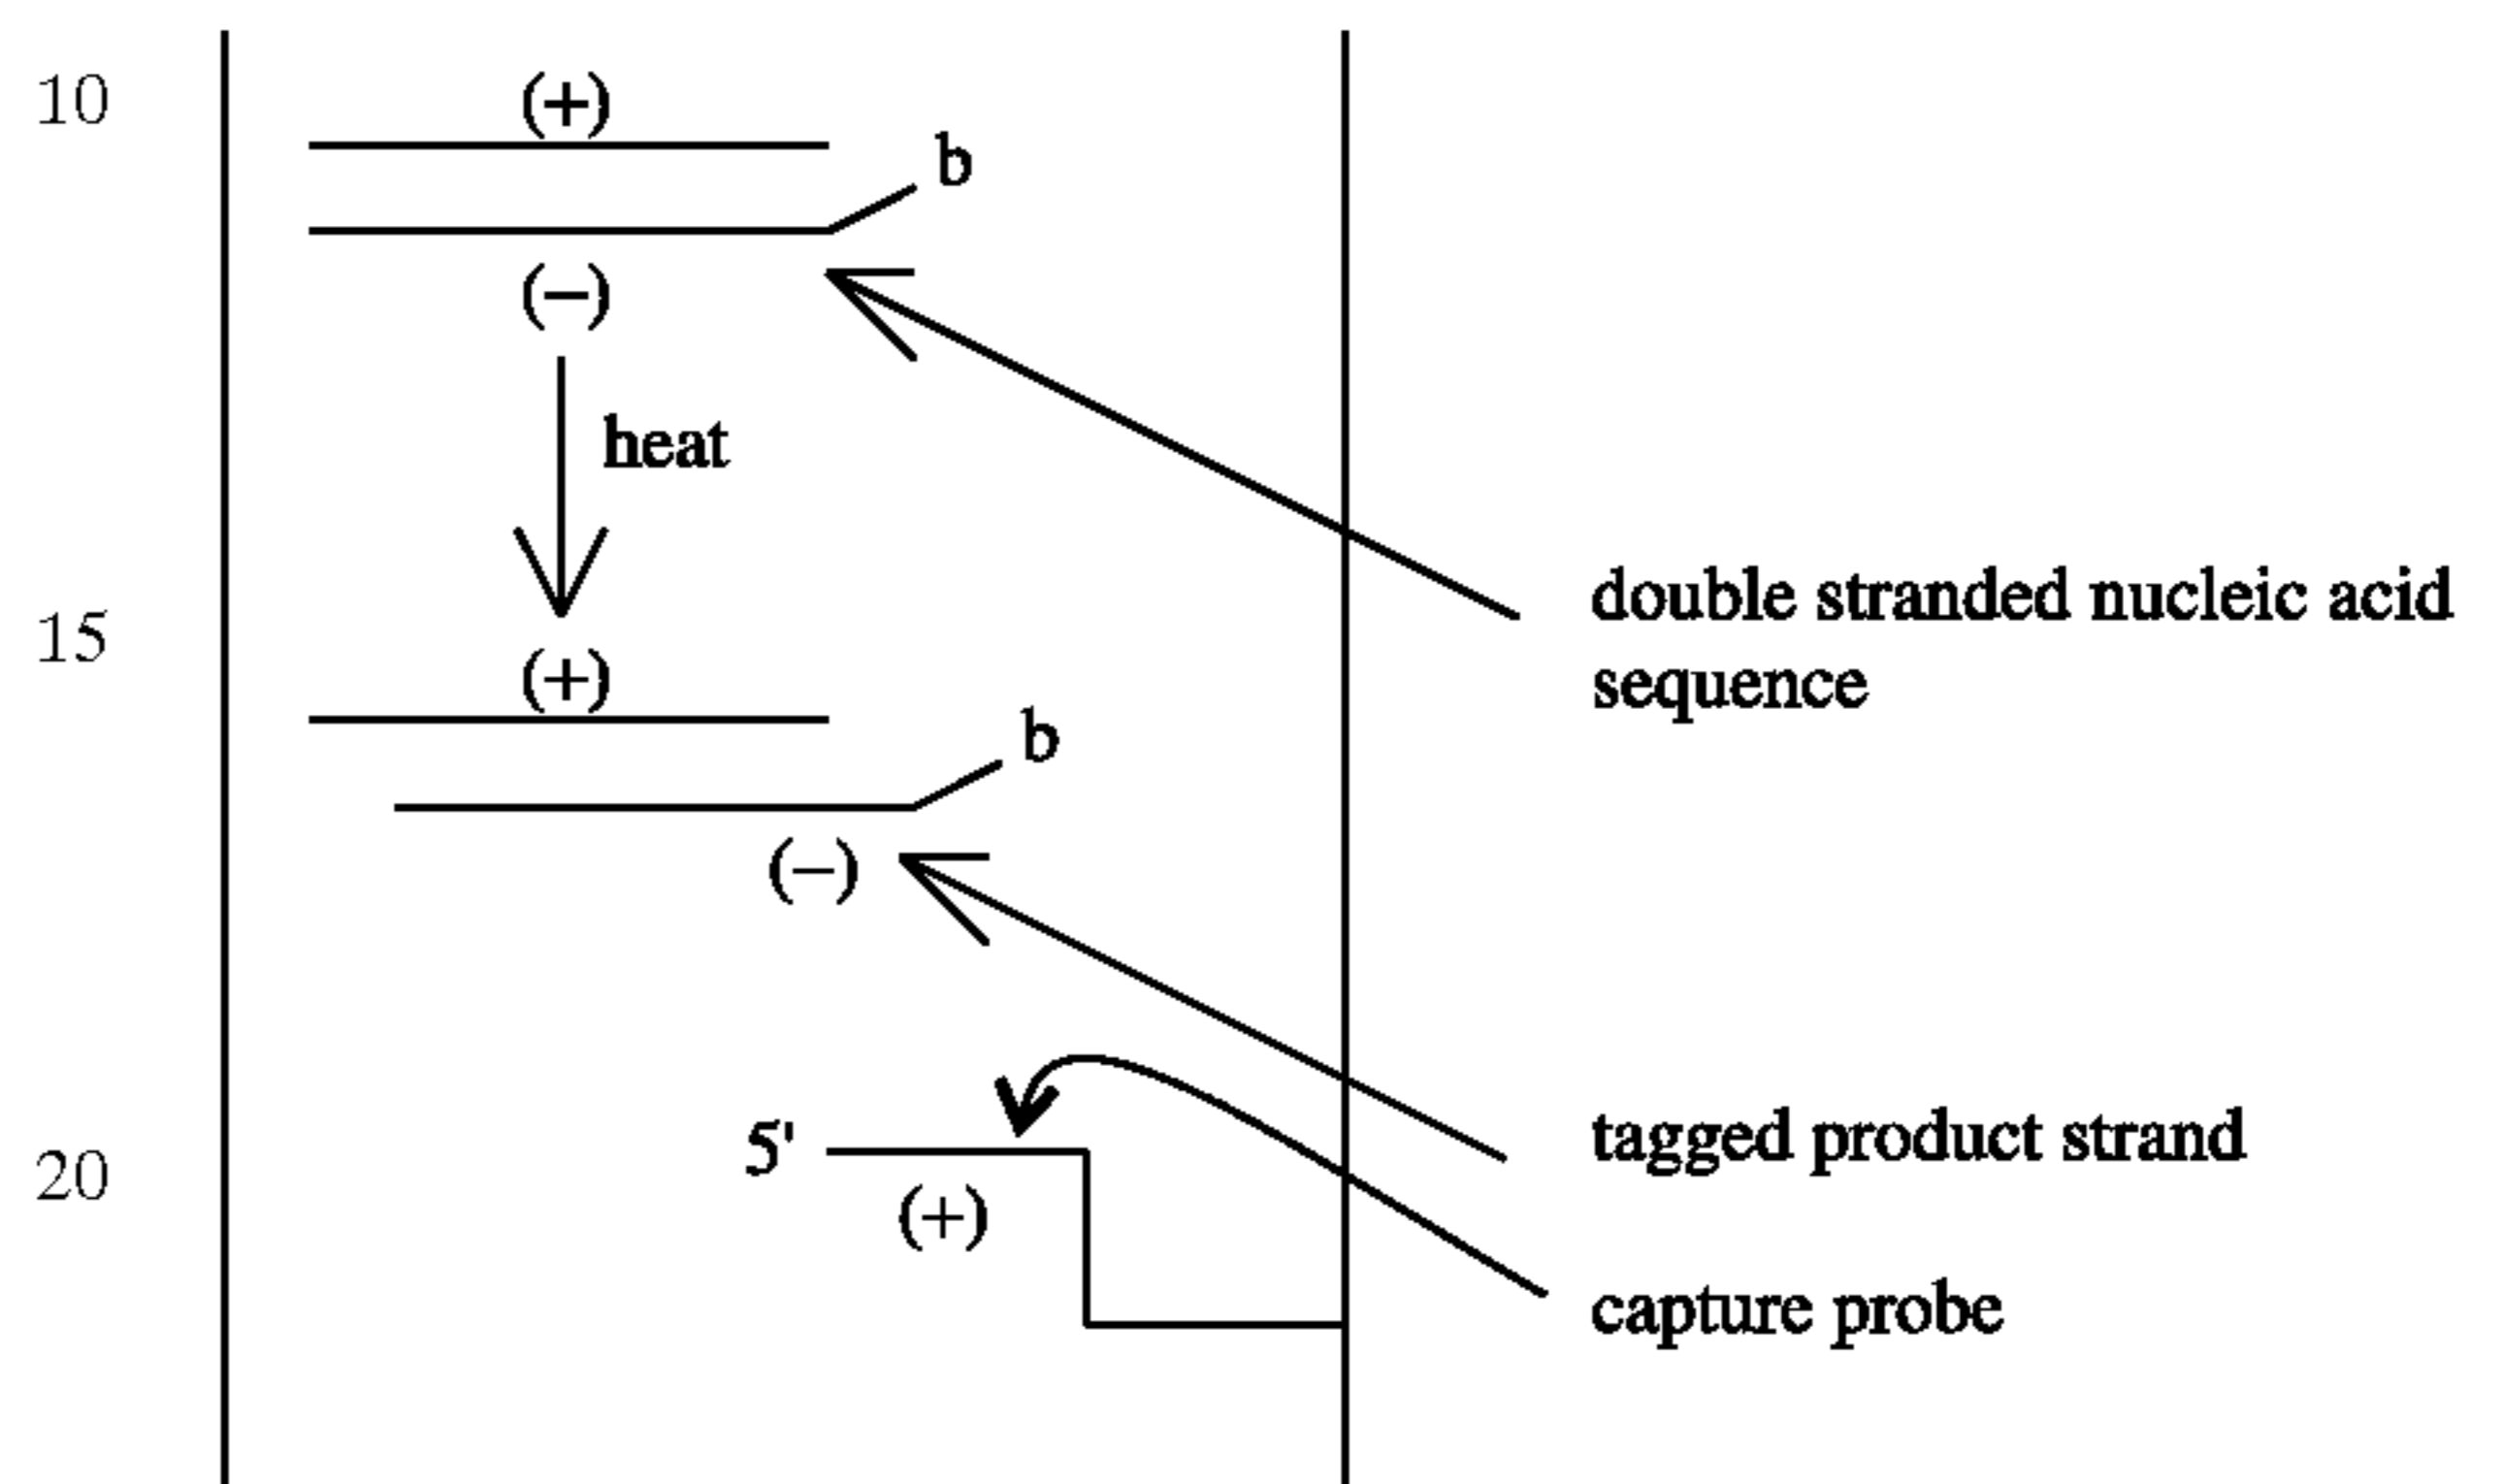 10
(+)
b
(−)
heat
15
double stranded nucleic acid
sequence
(+)
b
(−)
20
5'
tagged product strand
(+)
capture probe